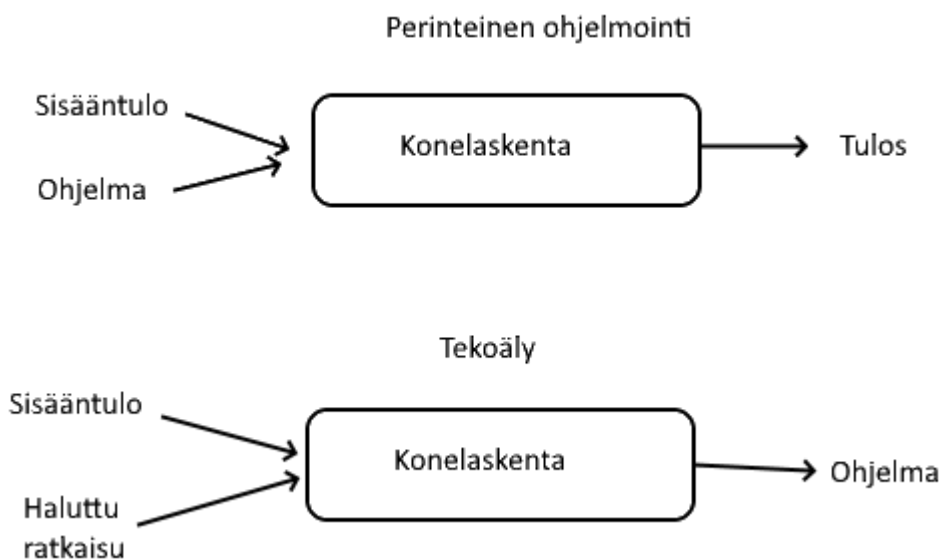 Perinteinen ohjelmointi
Sisääntulo
Konelaskenta
Tulos
Ohjelma
Tekoäly
Sisääntulo
Konelaskenta
Ohjelma
Haluttu
ratkaisu